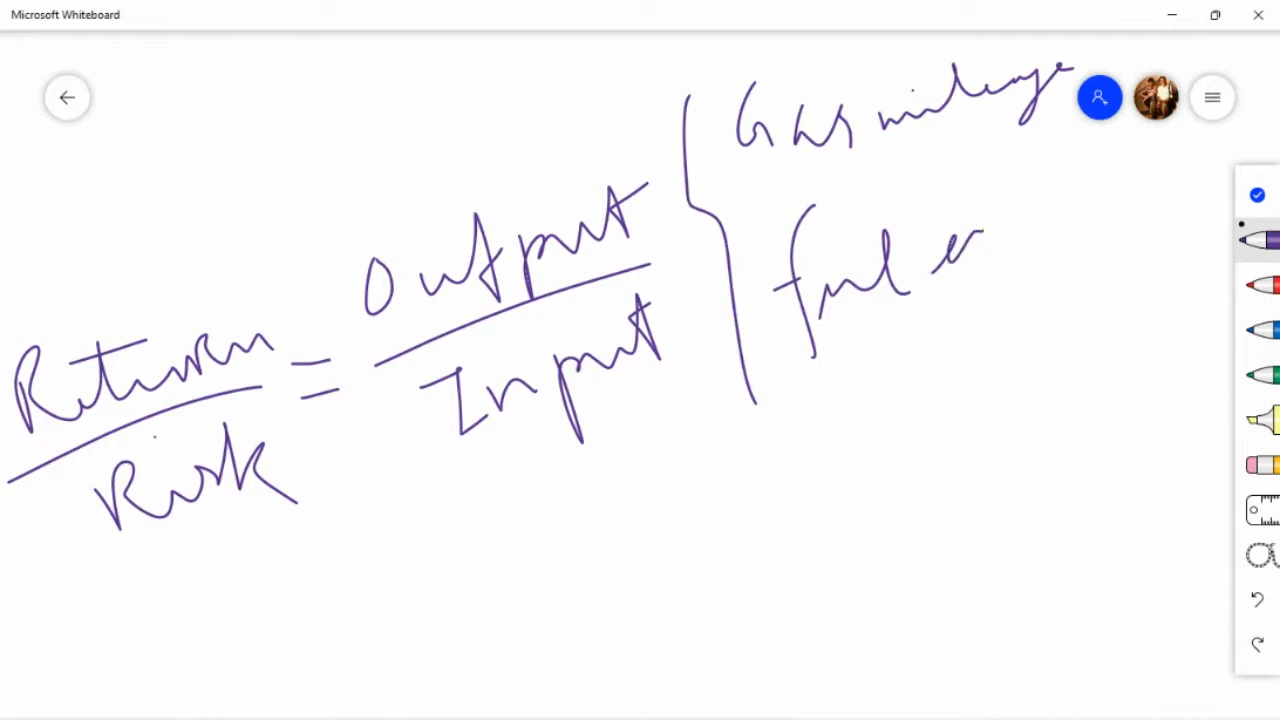 Microsoft Whiteboard
Gas mileage
Return
Risk
=
Output
Input
fuel e